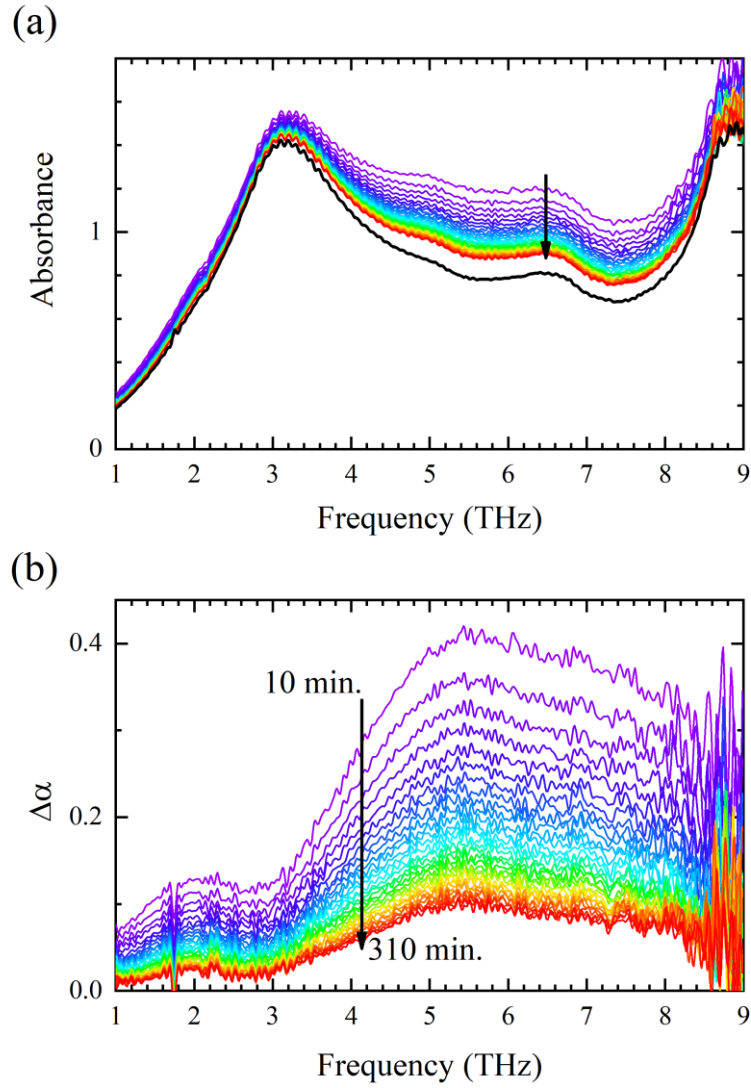 (a)
Absorbance
1
0
1 2 3 4 5 6 7 8 9
Frequency (THz)
(b)
Δα
0.4
0.2
0.0
10 min.
310 min.
1 2 3 4 5 6 7 8 9
Frequency (THz)